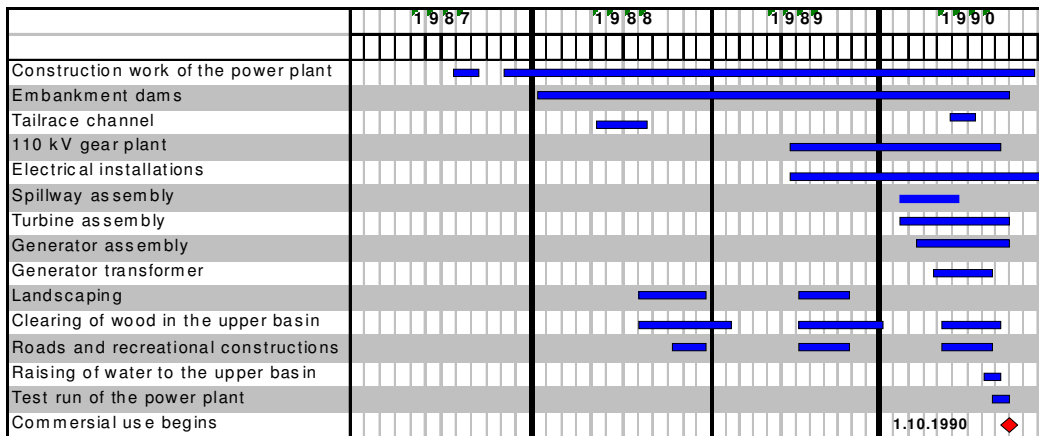 1987 1988 1989 1990
Construction work of the power plant
Embankment dams
Tailrace channel
110 kV gear plant
Electrical installations
Spillway assembly
Turbine assembly
Generator assembly
Generator transformer
Landscaping
Clearing of wood in the upper basin
Roads and recreational constructions
Raising of water to the upper basin
Test run of the power plant
Commercial use begins 1.10.1990